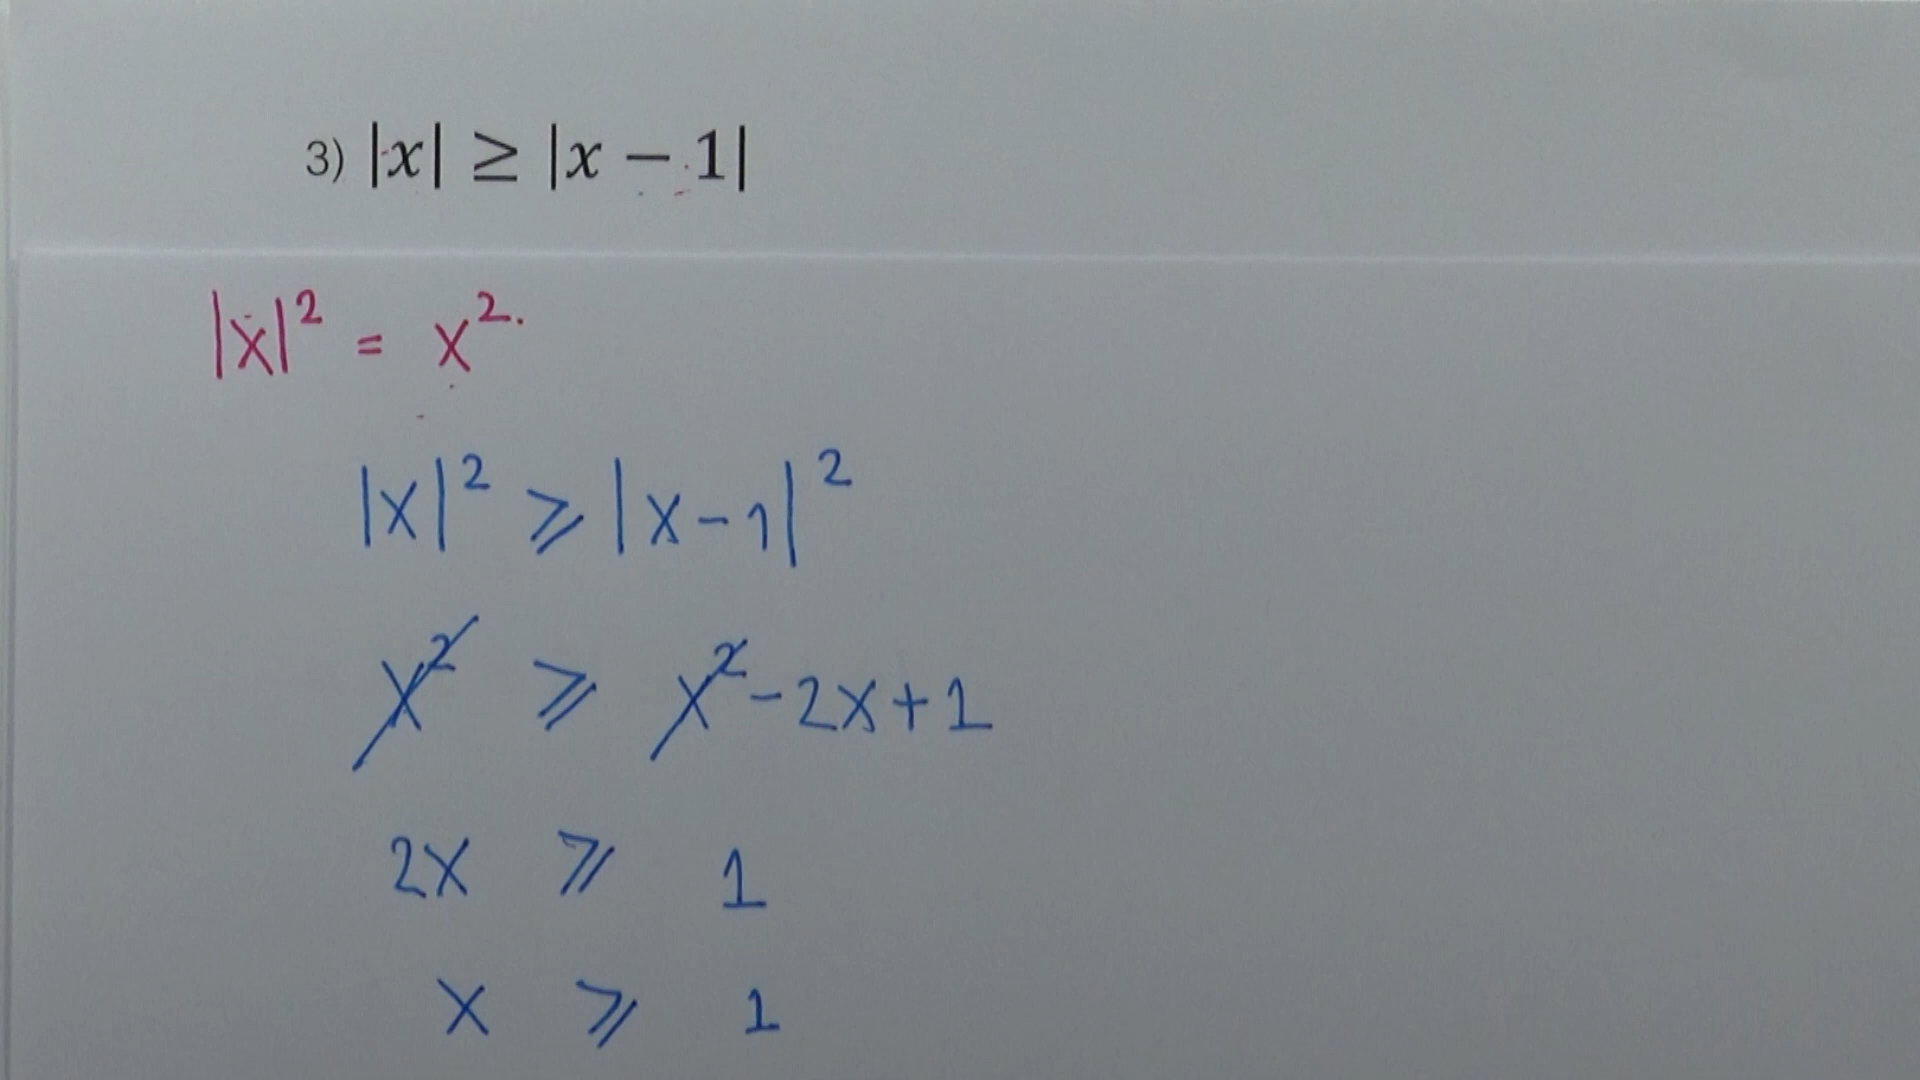 3) |x| ≥ |x − 1|
|x|² = x².
|x|² ⩾ |x-1|²
x² ⩾ x²-2x+1
2x ⩾ 1
x ⩾ 1